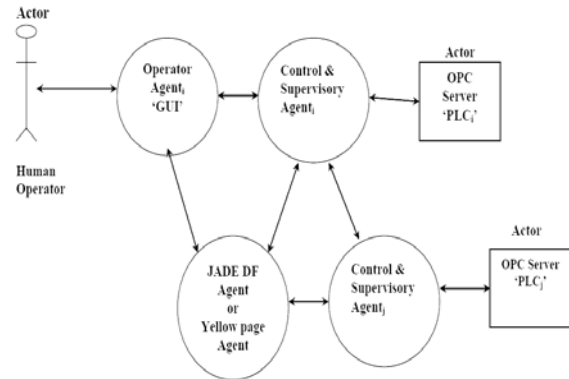 Actor
Operator
Agentᵢ
‘GUI’
Control &
Supervisory
Agentᵢ
Actor
OPC
Server
‘PLCᵢ’
Human
Operator
JADE DF
Agent
or
Yellow page
Agent
Control &
Supervisory
Agentⱼ
Actor
OPC Server
‘PLCⱼ’